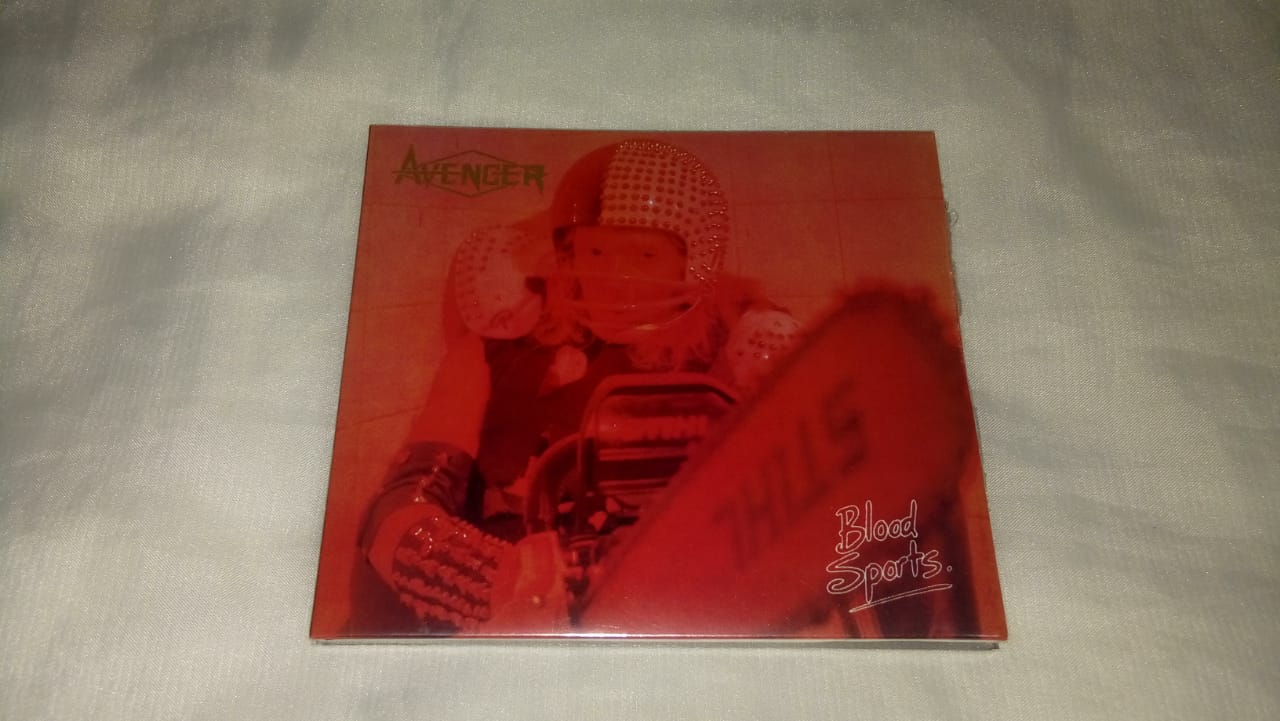 AVENGER
STIHL
Blood
Sports.